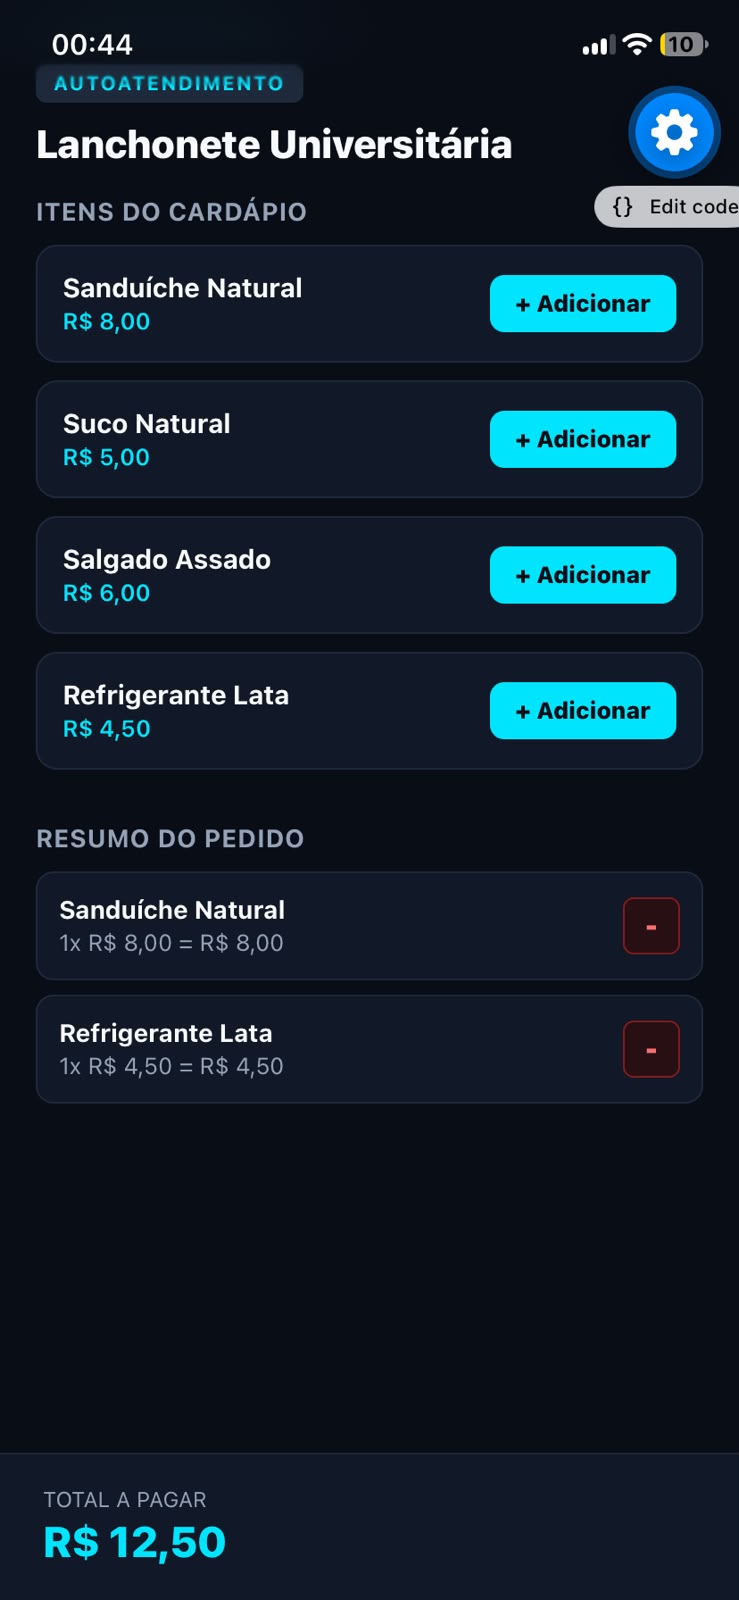 00:44
10
AUTOATENDIMENTO
Lanchonete Universitária
{} Edit code
ITENS DO CARDÁPIO
Sanduíche Natural
R$ 8,00
+ Adicionar
Suco Natural
R$ 5,00
+ Adicionar
Salgado Assado
R$ 6,00
+ Adicionar
Refrigerante Lata
R$ 4,50
+ Adicionar
RESUMO DO PEDIDO
Sanduíche Natural
1x R$ 8,00 = R$ 8,00
-
Refrigerante Lata
1x R$ 4,50 = R$ 4,50
-
TOTAL A PAGAR
R$ 12,50